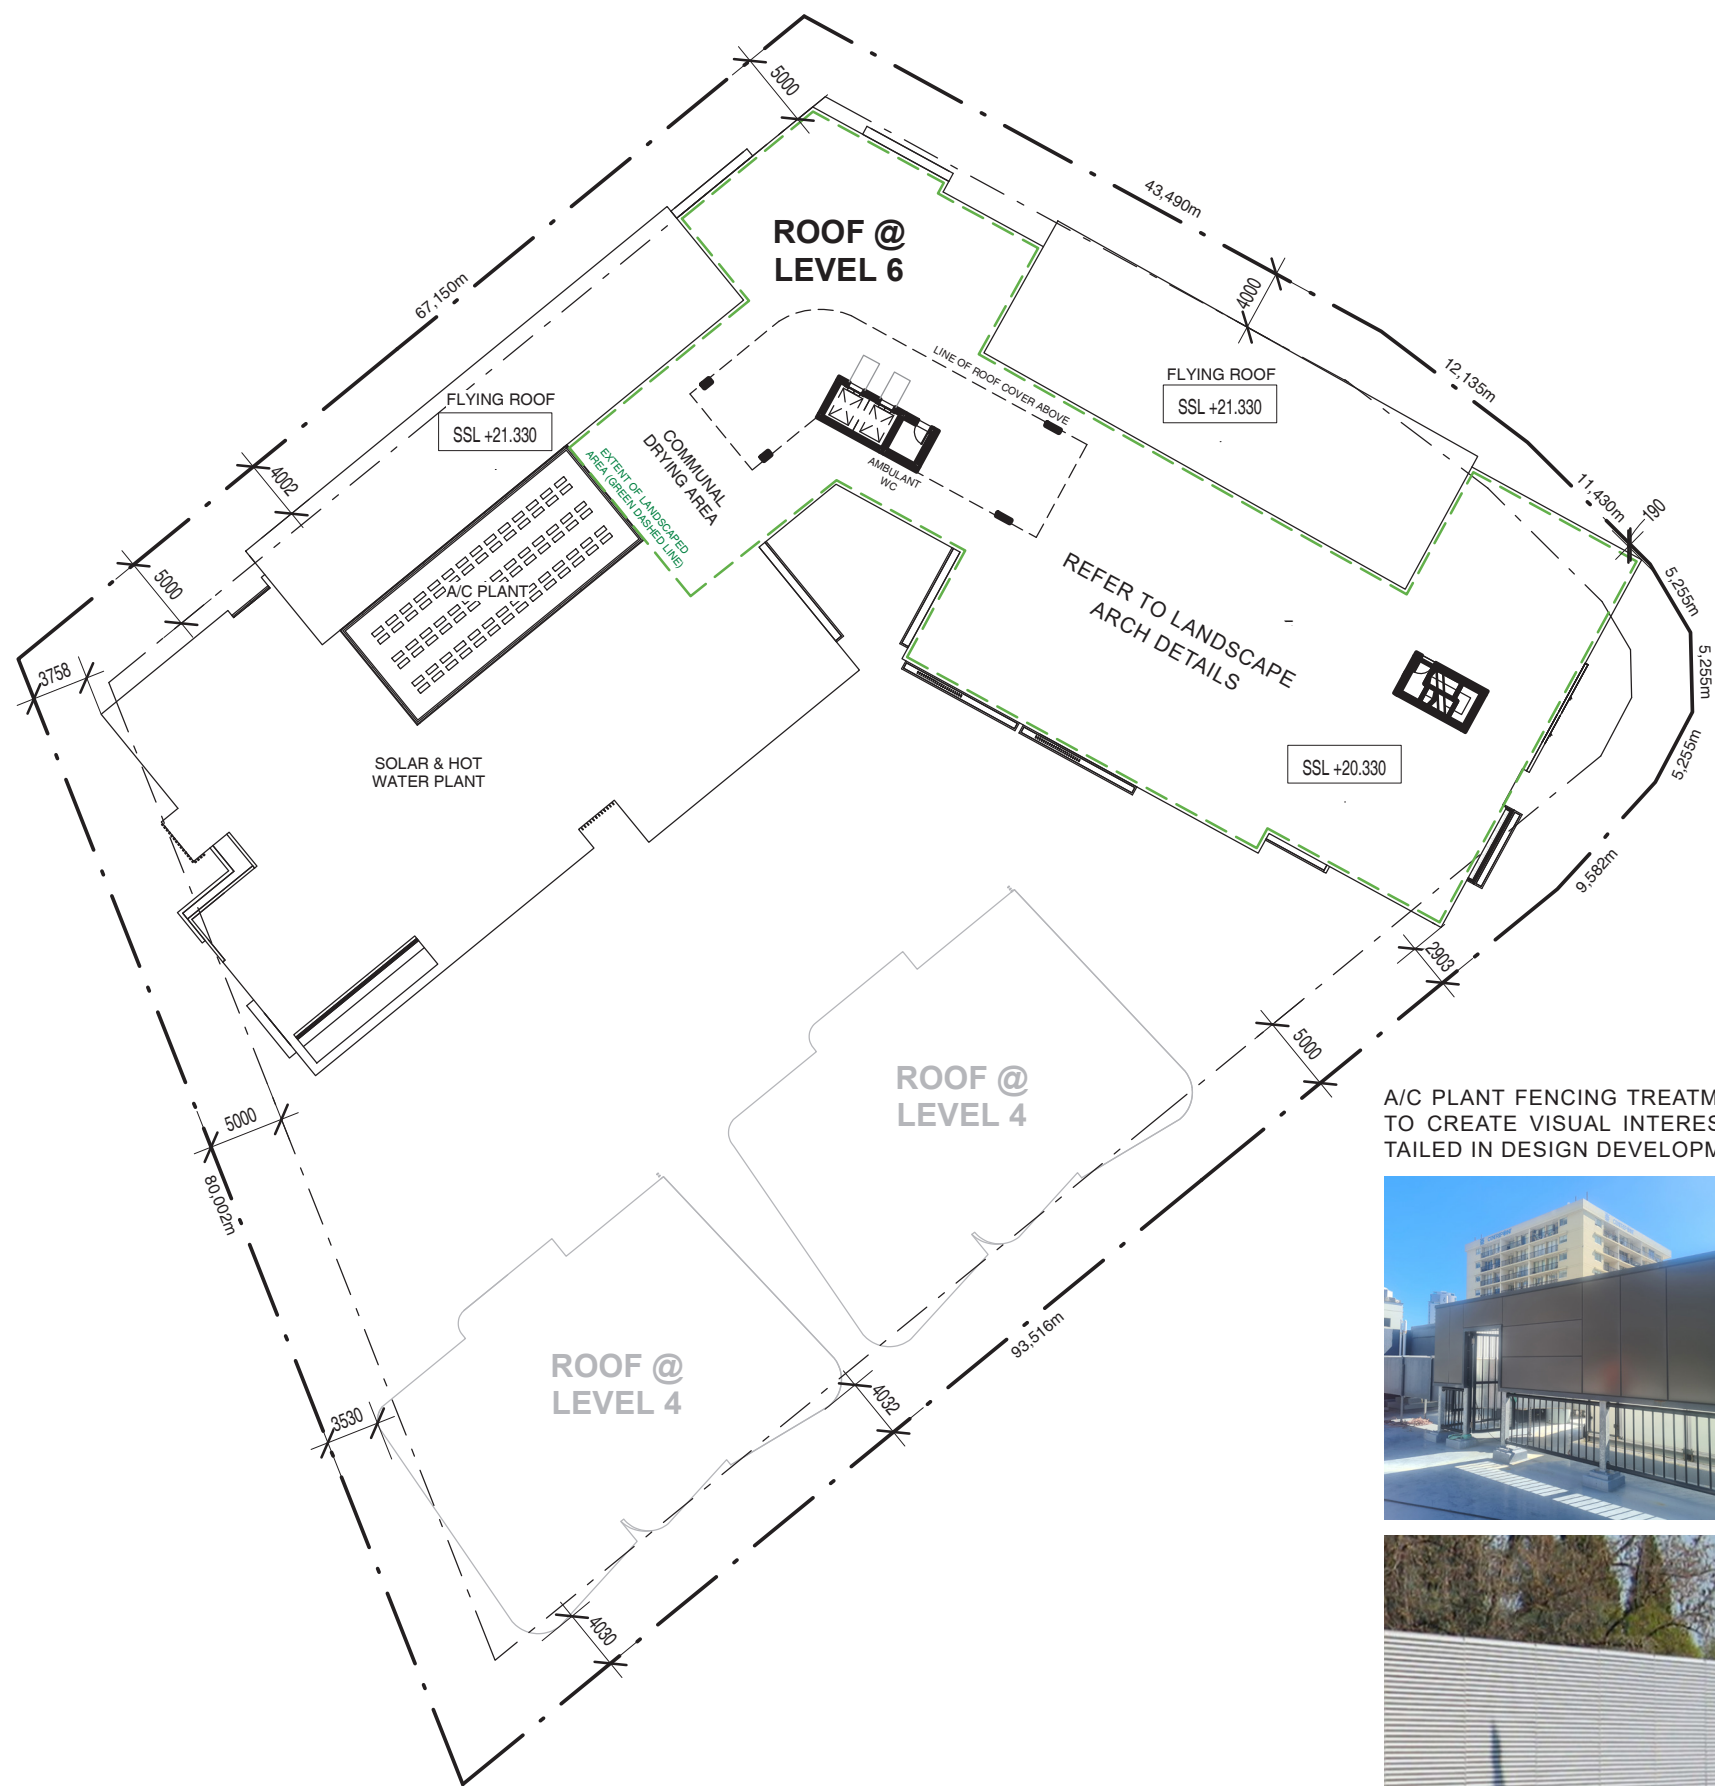 5000
43,490m
ROOF @
LEVEL 6
67,150m
4000
LINE OF ROOF COVER ABOVE
12,135m
FLYING ROOF
SSL +21.330
FLYING ROOF
SSL +21.330
COMMUNAL
DRYING AREA
EXTENT OF LANDSCAPED
AREA (GREEN DASHED LINE)
AMBULANT
WC
4002
11,430m
190
5000
A/C PLANT
REFER TO LANDSCAPE
ARCH DETAILS
5,255m
5,255m
5,255m
3758
SOLAR & HOT
WATER PLANT
SSL +20.330
9,582m
2903
5000
ROOF @
LEVEL 4
5000
80,002m
A/C PLANT FENCING TREATM
TO CREATE VISUAL INTERES
TAILED IN DESIGN DEVELOPM
93,516m
ROOF @
LEVEL 4
4032
3530
4030